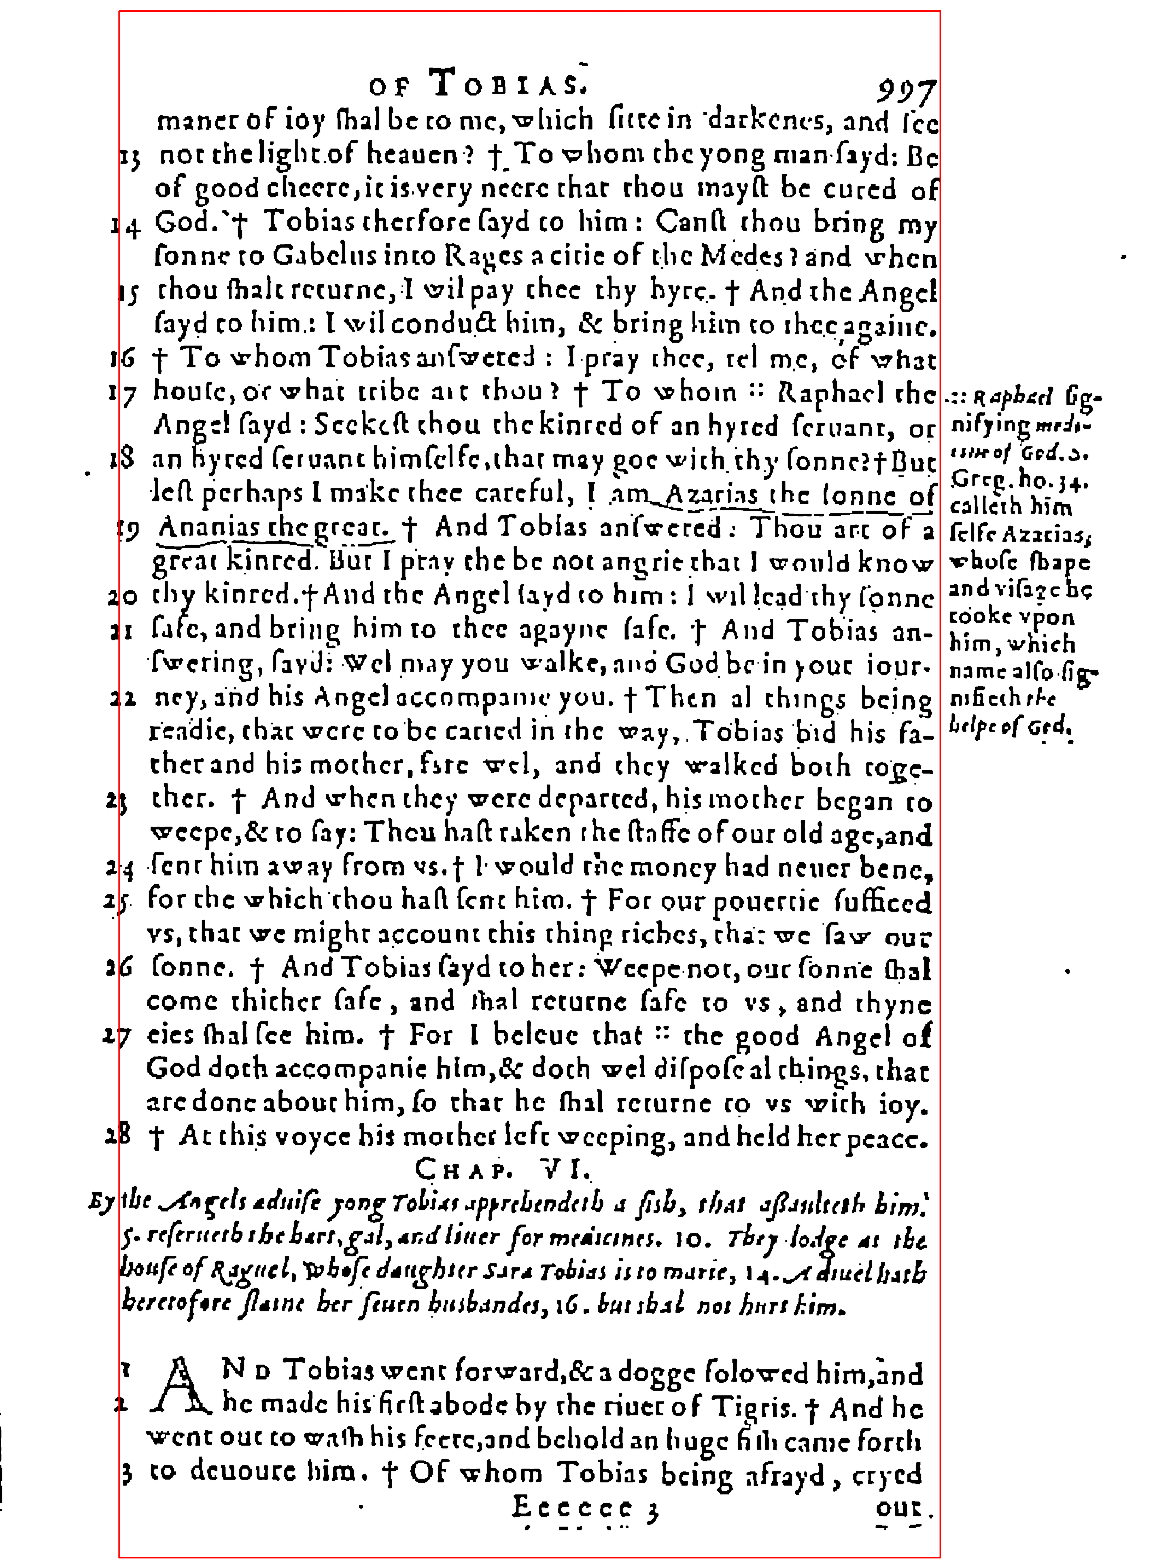 OF TOBIAS. 997
maner of ioy ſhal be to me, which ſitte in darkenes, and ſee
13 not the light of heauen? † To whom the yong man ſayd: Be
of good cheere, it is very neere that thou mayſt be cured of
14 God. † Tobias therfore ſayd to him: Canſt thou bring my
ſonne to Gabelus into Rages a citie of the Medes? and when
15 thou ſhalt returne, I wil pay thee thy hyre. † And the Angel
ſayd to him: I wil conduct him, & bring him to thee againe.
16 † To whom Tobias anſwered: I pray thee, tel me, of what
17 houſe, or what tribe art thou? † To whom :: Raphael the
Angel ſayd: Seekeſt thou the kinred of an hyred ſeruant, or
18 an hyred ſeruant himſelfe, that may goe with thy ſonne? † But
leſt perhaps I make thee careful, I am Azarias the ſonne of
19 Ananias the great. † And Tobias anſwered: Thou art of a
great kinred. But I pray the be not angrie that I would know
20 thy kinred. † And the Angel ſayd to him: I wil lead thy ſonne
21 ſafe, and bring him to thee agayne ſafe. † And Tobias an-
ſwering, ſayd: Wel may you walke, and God be in your iour-
22 ney, and his Angel accompanie you. † Then al things being
readie, that were to be caried in the way, Tobias bid his fa-
ther and his mother, fare wel, and they walked both toge-
23 ther. † And when they were departed, his mother began to
weepe, & to ſay: Thou haſt taken the ſtaffe of our old age, and
24 ſent him away from vs. † I would the money had neuer bene,
25 for the which thou haſt ſent him. † For our pouertie ſufficed
vs, that we might account this thing riches, that we ſaw our
26 ſonne. † And Tobias ſayd to her: Weepe not, our ſonne ſhal
come thither ſafe, and ſhal returne ſafe to vs, and thyne
27 eies ſhal ſee him. † For I beleue that :: the good Angel of
God doth accompanie him, & doth wel diſpoſe al things, that
are done about him, ſo that he ſhal returne to vs with ioy.
28 † At this voyce his mother left weeping, and held her peace.
:: Raphael ſig-
nifying medi-
cine of God. S.
Greg. ho. 34.
calleth him
ſelfe Azarias,
whoſe ſhape
and viſage he
tooke vpon
him, which
name alſo ſig-
nifieth the
helpe of God.
CHAP. VI.
By the Angels aduiſe yong Tobias apprehendeth a fiſh, that aſſaulteth him.
5. reſerueth the hart, gal, and liuer for medicines. 10. They lodge at the
houſe of Raguel, whoſe daughter Sara Tobias is to marie, 14. A diuel hath
heretofore ſlaine her ſeuen husbandes, 16. but ſhal not hurt him.
1 AND Tobias went forward, & a dogge folowed him, and
2 he made his firſt abode by the riuer of Tigris. † And he
went out to waſh his feete, and behold an huge fiſh came forth
3 to deuoure him. † Of whom Tobias being afrayd, cryed
Eeeeee 3 out.